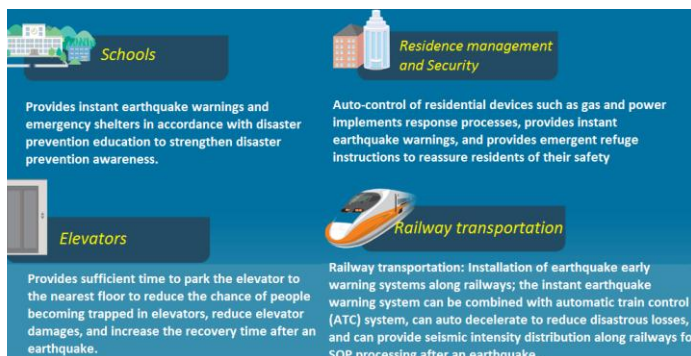 Schools
Provides instant earthquake warnings and
emergency shelters in accordance with disaster
prevention education to strengthen disaster
prevention awareness.
Residence management
and Security
Auto-control of residential devices such as gas and power
implements response processes, provides instant
earthquake warnings, and provides emergent refuge
instructions to reassure residents of their safety
Elevators
Provides sufficient time to park the elevator to
the nearest floor to reduce the chance of people
becoming trapped in elevators, reduce elevator
damages, and increase the recovery time after an
earthquake.
Railway transportation
Railway transportation: Installation of earthquake early
warning systems along railways; the instant earthquake
warning system can be combined with automatic train control
(ATC) system, can auto decelerate to reduce disastrous losses,
and can provide seismic intensity distribution along railways fo
SOP processing after an earthquake